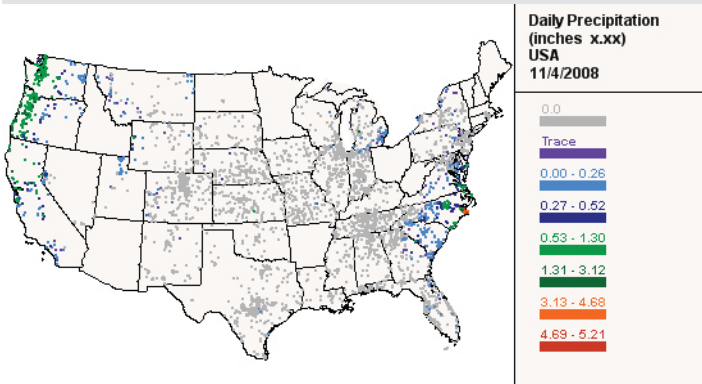 Daily Precipitation
(inches x.xx)
USA
11/4/2008
0.0
Trace
0.00 - 0.26
0.27 - 0.52
0.53 - 1.30
1.31 - 3.12
3.13 - 4.68
4.69 - 5.21